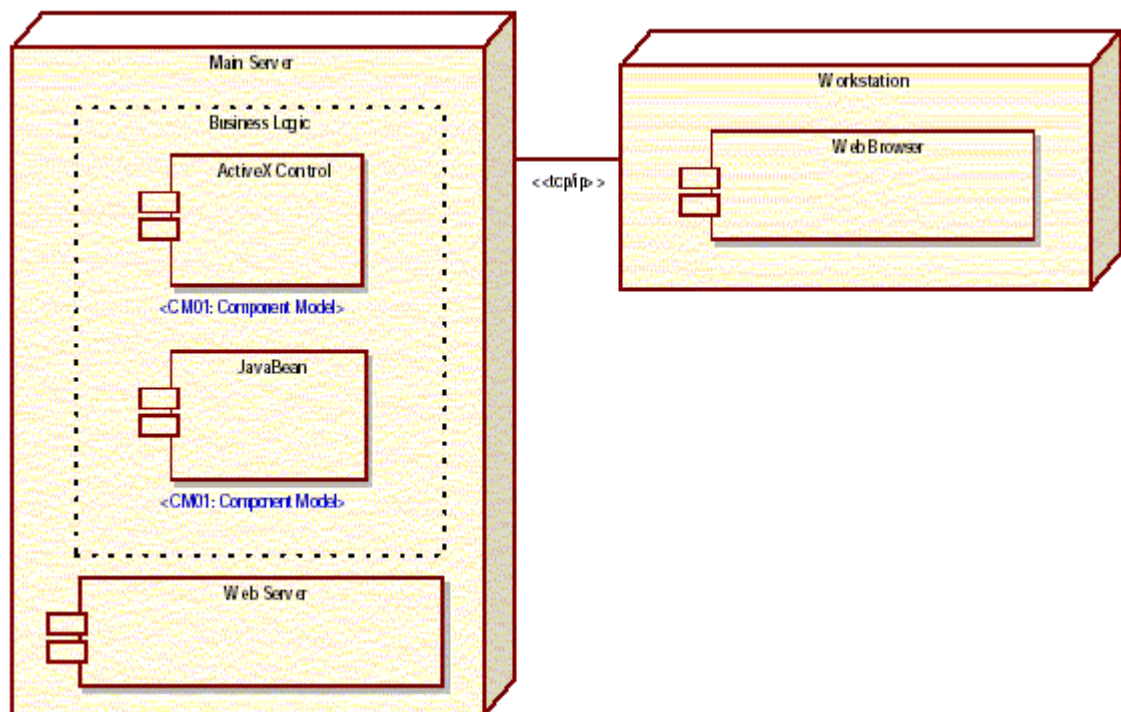 Main Server
Business Logic
ActiveX Control
<CM01: Component Model>
JavaBean
<CM01: Component Model>
Web Server
<<tcp/ip> >
Workstation
Web Browser